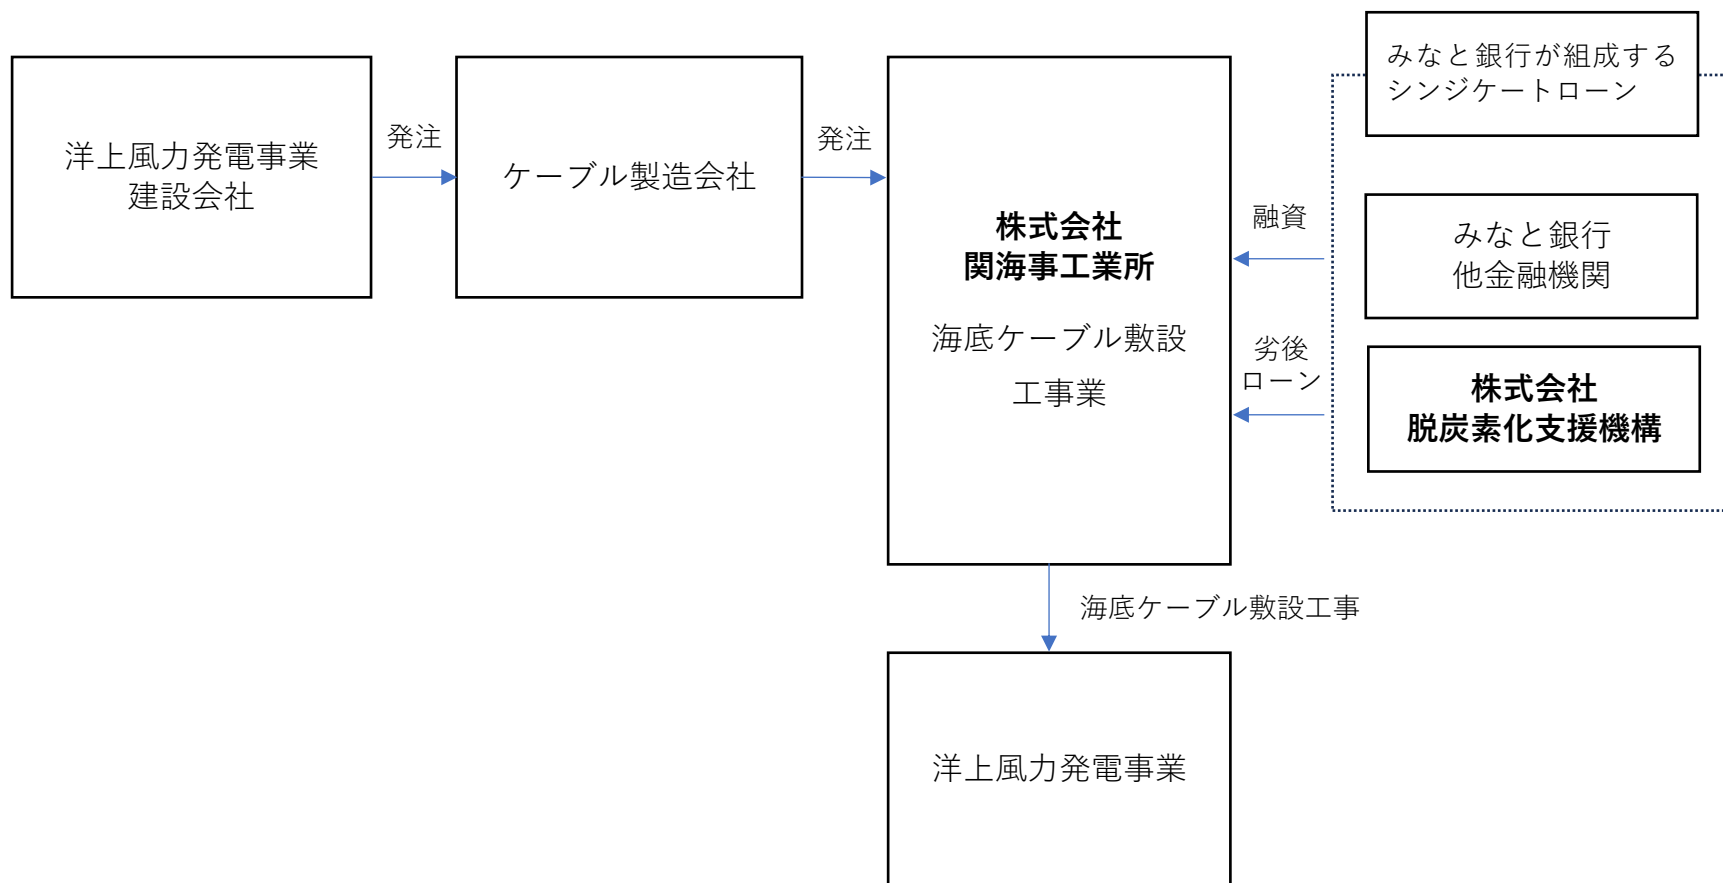 洋上風力発電事業
建設会社
発注
ケーブル製造会社
発注
株式会社
関海事工業所
海底ケーブル敷設
工事業
融資
劣後
ローン
みなと銀行が組成する
シンジケートローン
みなと銀行
他金融機関
株式会社
脱炭素化支援機構
海底ケーブル敷設工事
洋上風力発電事業